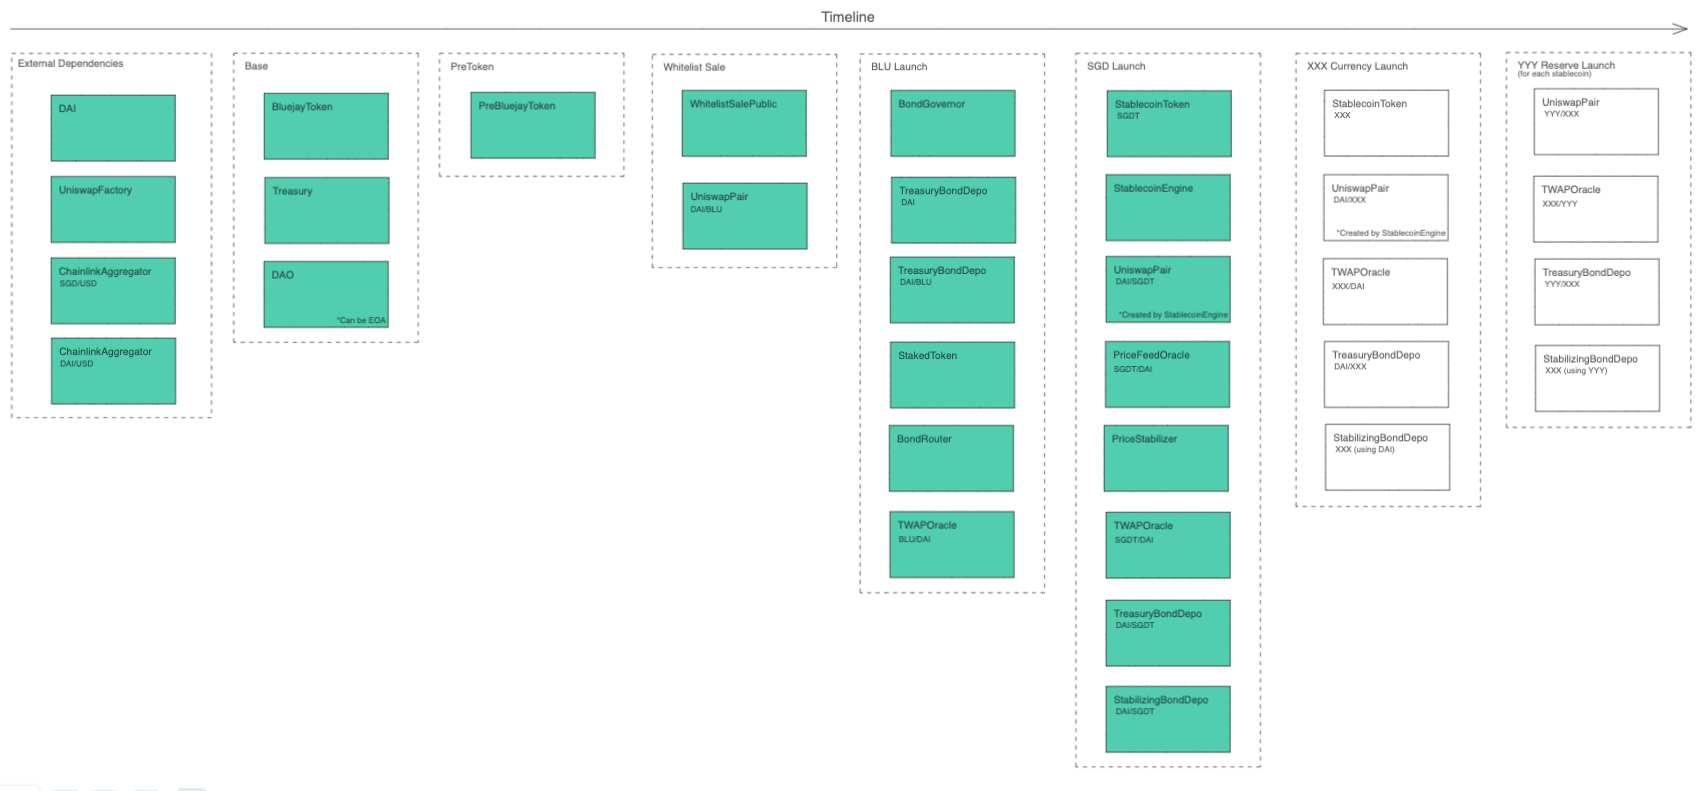 Timeline
External Dependencies
DAI
UniswapFactory
ChainlinkAggregator
SGD/USD
ChainlinkAggregator
DAI/USD
Base
BluejayToken
Treasury
DAO
*Can be EOA
PreToken
PreBluejayToken
Whitelist Sale
WhitelistSalePublic
UniswapPair
DAI/BLU
BLU Launch
BondGovernor
TreasuryBondDepo
DAI
TreasuryBondDepo
DAI/BLU
StakedToken
BondRouter
TWAPOracle
BLU/DAI
SGD Launch
StablecoinToken
SGDT
StablecoinEngine
UniswapPair
DAI/SGDT
*Created by StablecoinEngine
PriceFeedOracle
SGDT/DAI
PriceStabilizer
TWAPOracle
SGDT/DAI
TreasuryBondDepo
DAI/SGDT
StabilizingBondDepo
DAI/SGDT
XXX Currency Launch
StablecoinToken
XXX
UniswapPair
DAI/XXX
*Created by StablecoinEngine
TWAPOracle
XXX/DAI
TreasuryBondDepo
DAI/XXX
StabilizingBondDepo
XXX (using DAI)
YYY Reserve Launch
(for each stablecoin)
UniswapPair
YYY/XXX
TWAPOracle
XXX/YYY
TreasuryBondDepo
YYY/XXX
StabilizingBondDepo
XXX (using YYY)